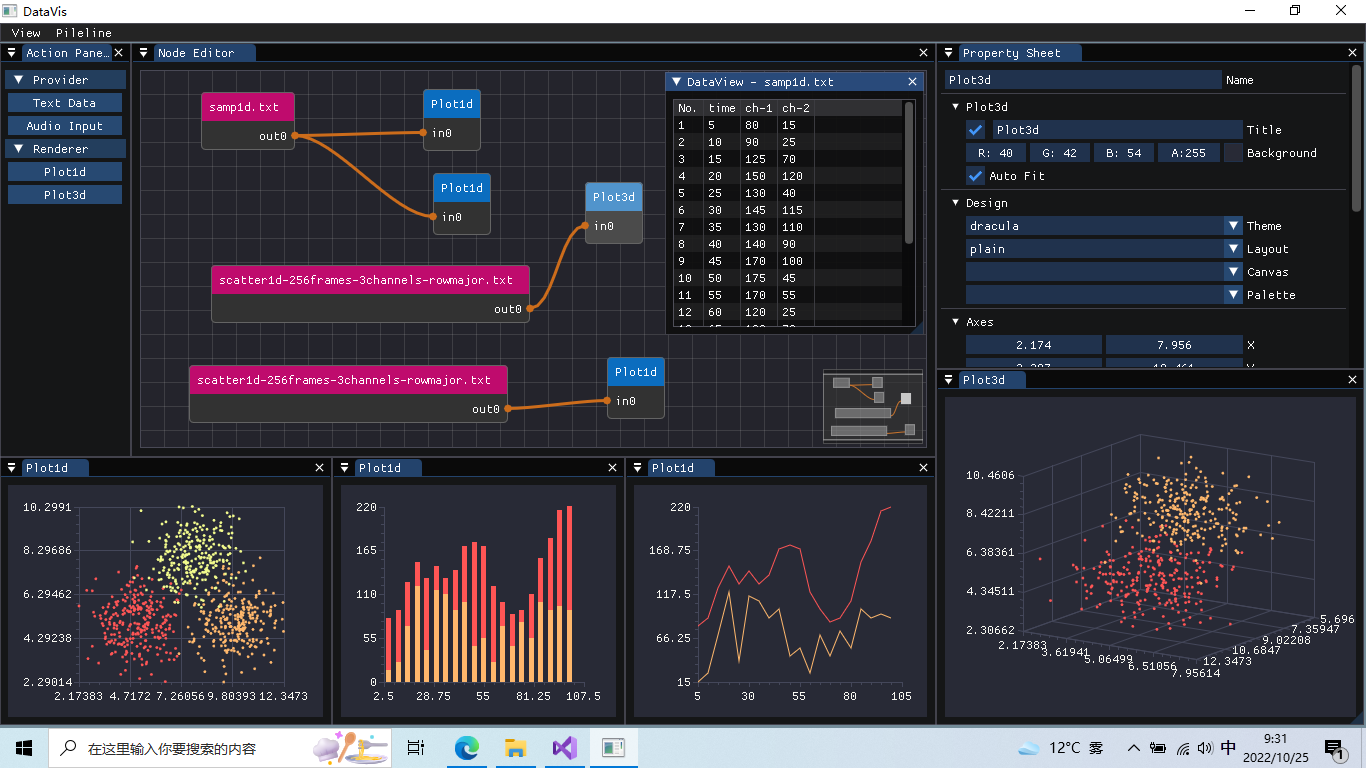 DataVis
View Pileline
Action Pane…
Provider
Text Data
Audio Input
Renderer
Plot1d
Plot3d
Node Editor
samp1d.txt
out0
Plot1d
in0
Plot1d
in0
Plot3d
in0
scatter1d-256frames-3channels-rowmajor.txt
out0
scatter1d-256frames-3channels-rowmajor.txt
out0
Plot1d
in0
DataView - samp1d.txt
No. time ch-1 ch-2
1 5 80 15
2 10 90 25
3 15 125 70
4 20 150 120
5 25 130 40
6 30 145 115
7 35 130 110
8 40 140 90
9 45 170 100
10 50 175 45
11 55 170 55
12 60 120 25
Property Sheet
Plot3d Name
Plot3d
Plot3d Title
R: 40 G: 42 B: 54 A:255 Background
Auto Fit
Design
dracula Theme
plain Layout
Canvas
Palette
Axes
2.174 7.956 X
Plot1d
10.2991
8.29686
6.29462
4.29238
2.29014
2.17383 4.7172 7.26056 9.80393 12.3473
Plot1d
220
165
110
55
0
2.5 28.75 55 81.25 107.5
Plot1d
220
168.75
117.5
66.25
15
5 30 55 80 105
Plot3d
10.4606
8.42211
6.38361
4.34511
2.30662
2.17383 3.61941 5.06499 6.51056 7.95614
12.3473 10.6847 9.02208 7.35947 5.696
在这里输入你要搜索的内容
12°C 雾
中
9:31
2022/10/25
1